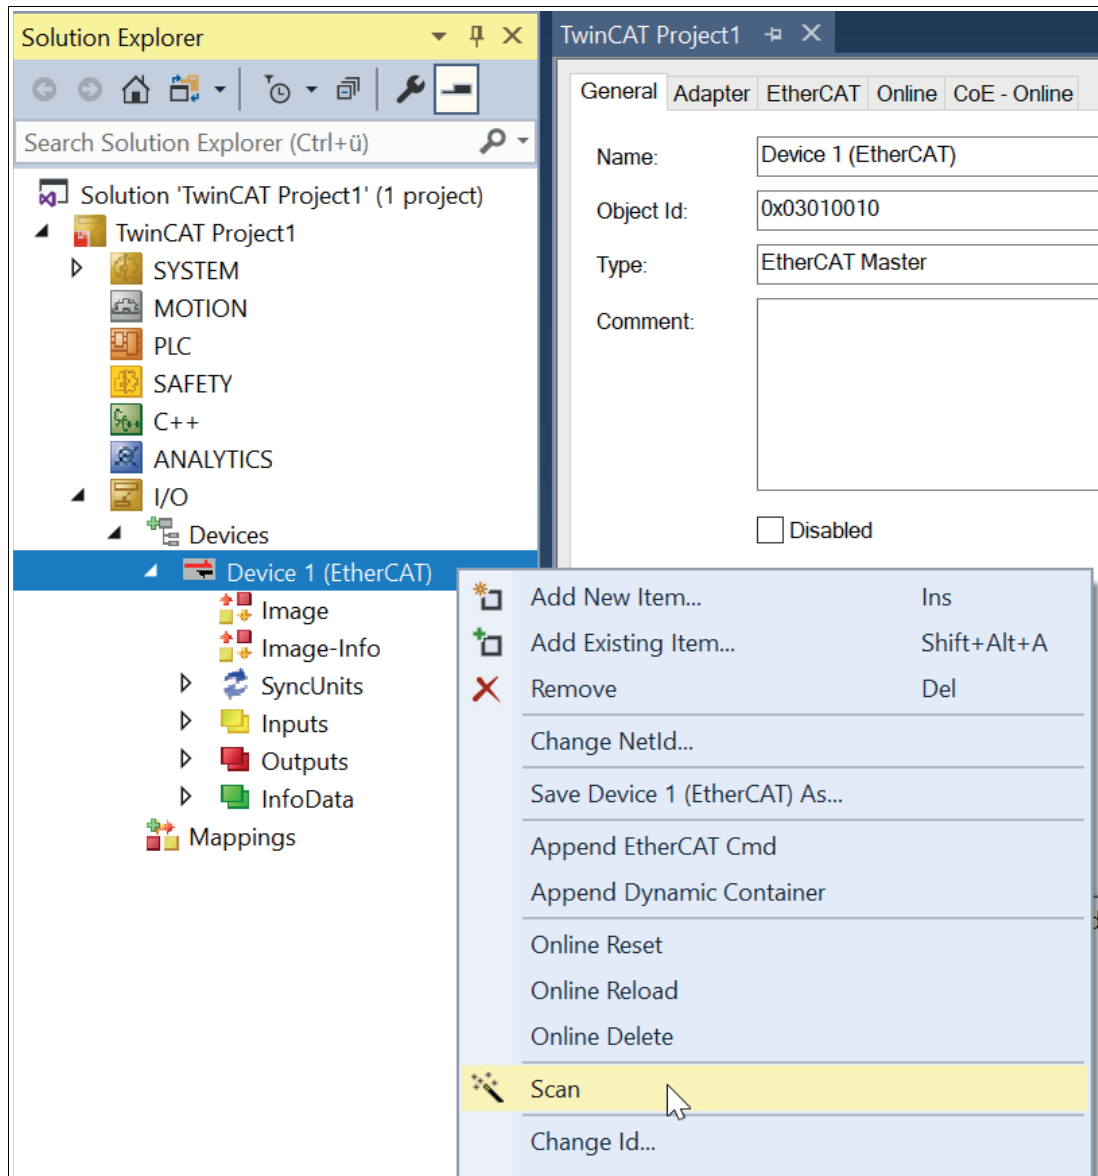 Solution Explorer
Search Solution Explorer (Ctrl+ü)
Solution 'TwinCAT Project1' (1 project)
TwinCAT Project1
SYSTEM
MOTION
PLC
SAFETY
C++
ANALYTICS
I/O
Devices
Device 1 (EtherCAT)
Image
Image-Info
SyncUnits
Inputs
Outputs
InfoData
Mappings
TwinCAT Project1
General Adapter EtherCAT Online CoE - Online
Name: Device 1 (EtherCAT)
Object Id: 0x03010010
Type: EtherCAT Master
Comment:
Disabled
Add New Item... Ins
Add Existing Item... Shift+Alt+A
Remove Del
Change NetId...
Save Device 1 (EtherCAT) As...
Append EtherCAT Cmd
Append Dynamic Container
Online Reset
Online Reload
Online Delete
Scan
Change Id...